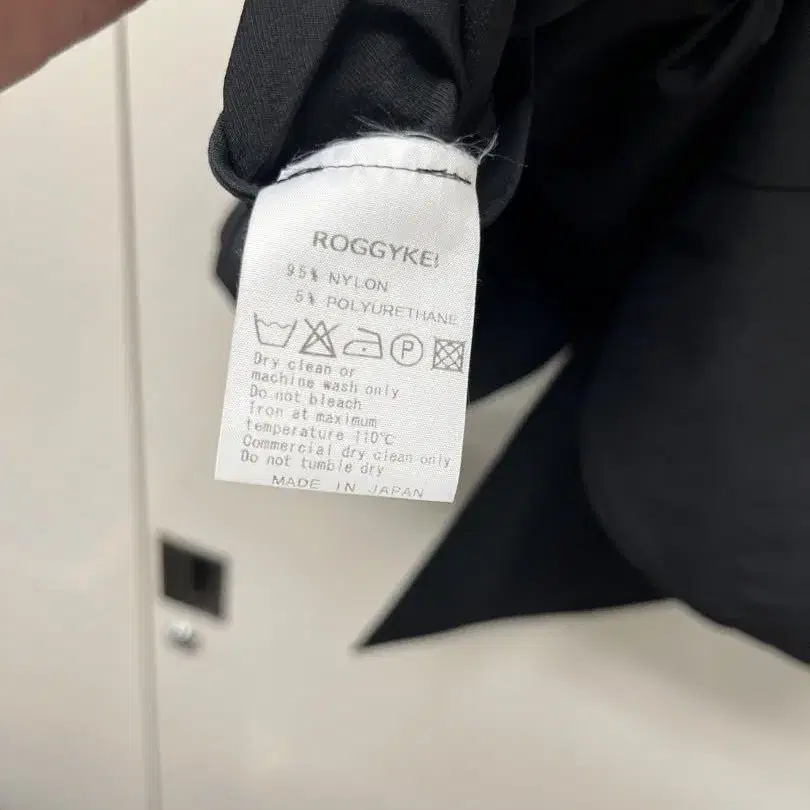 ROGGYKEI
95% NYLON
5% POLYURETHANE
P
Dry clean or
machine wash only
Do not bleach
Iron at maximum
temperature 110℃
Commercial dry clean only
Do not tumble dry
MADE IN JAPAN